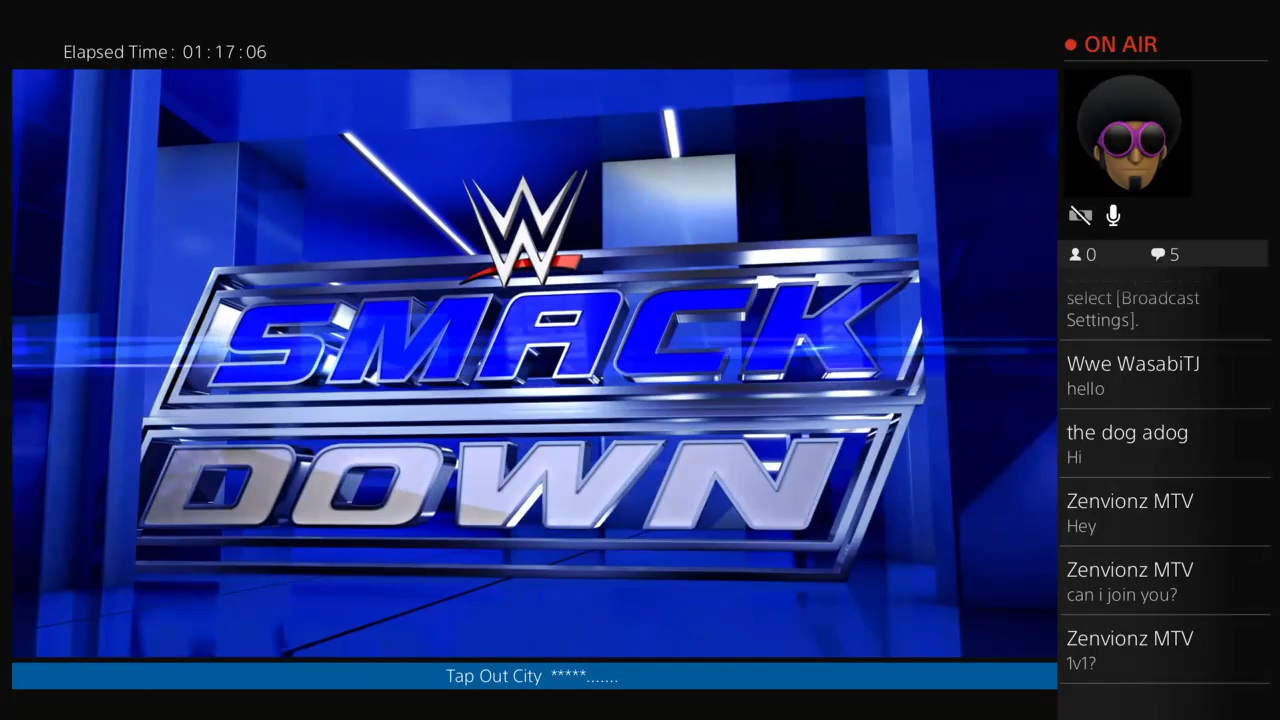 Elapsed Time: 01:17:06
ON AIR
W
SMACK
DOWN
0 5
select [Broadcast
Settings].
Wwe WasabiTJ
hello
the dog adog
Hi
Zenvionz MTV
Hey
Zenvionz MTV
can i join you?
Zenvionz MTV
1v1?
Tap Out City *****.......